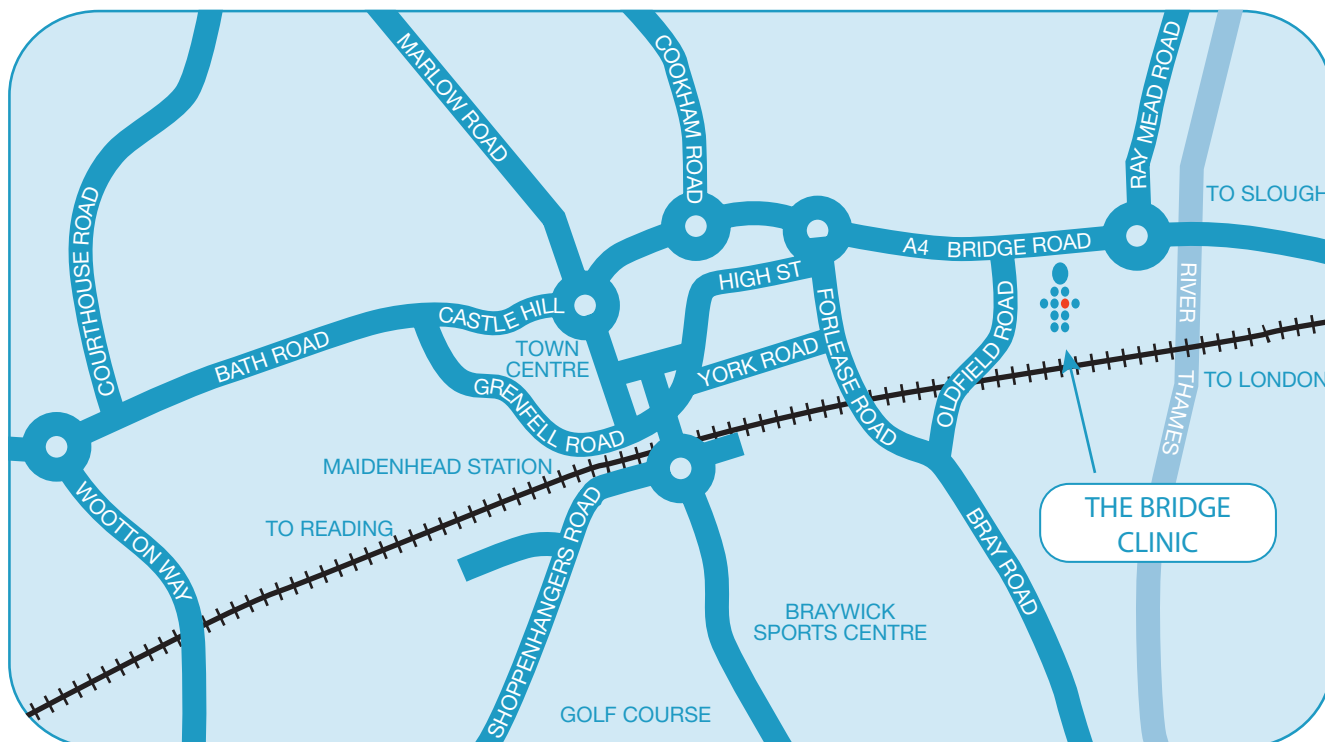 MARLOW ROAD
COOKHAM ROAD
RAY MEAD ROAD
COURTHOUSE ROAD
TO SLOUGH
A4 BRIDGE ROAD
HIGH ST
RIVER THAMES
CASTLE HILL
TOWN
CENTRE
FORLEASE ROAD
OLDFIELD ROAD
BATH ROAD
YORK ROAD
GRENFELL ROAD
TO LONDON
MAIDENHEAD STATION
TO READING
WOOTTON WAY
SHOPPENHANGERS ROAD
BRAY ROAD
THE BRIDGE
CLINIC
BRAYWICK
SPORTS CENTRE
GOLF COURSE